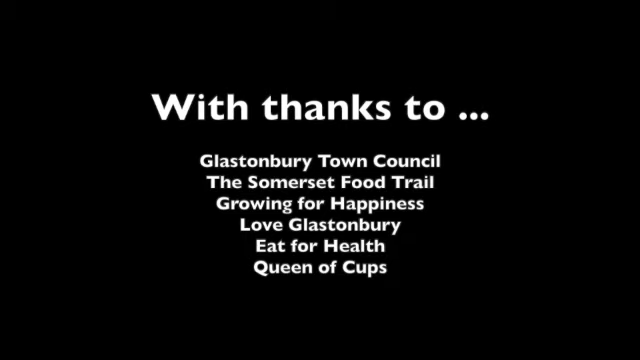 With thanks to ...
Glastonbury Town Council
The Somerset Food Trail
Growing for Happiness
Love Glastonbury
Eat for Health
Queen of Cups